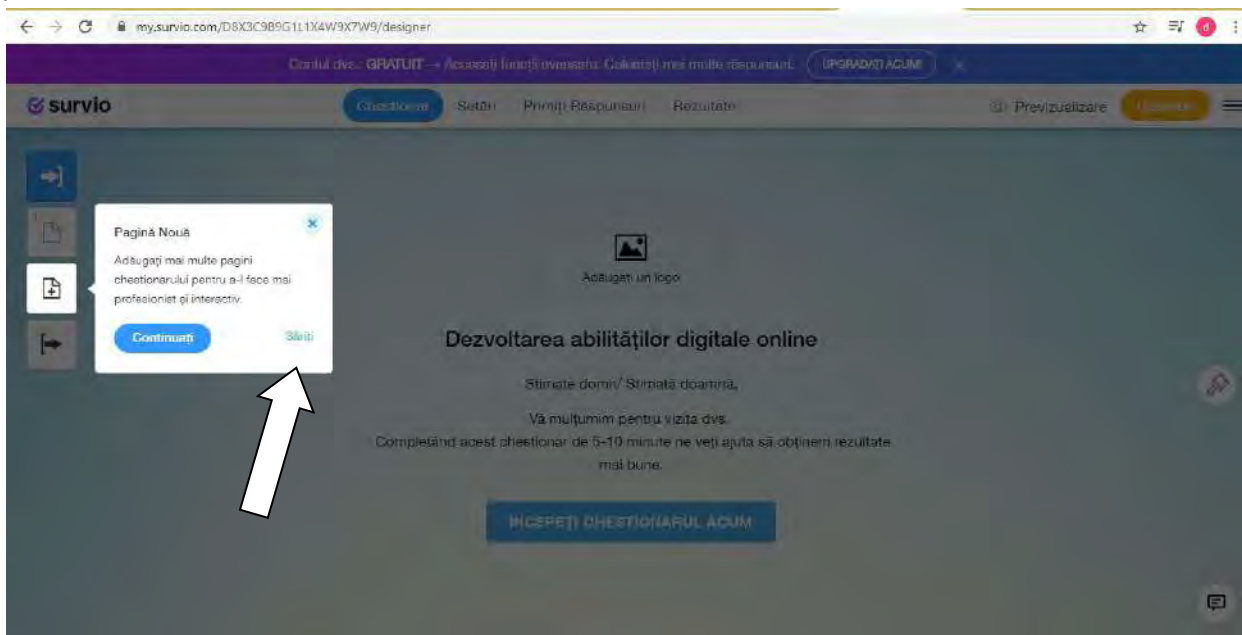 my.survio.com/D8X3C9B9G1L1X4W9X7W9/designer
d
Contul dvs.: GRATUIT → Accesați funcții avansate. Colectați mai multe răspunsuri. UPGRADAȚI ACUM!
survio
Chestionar Setări Primiți Răspunsuri Rezultate Previzualizare
Pagină Nouă
Adăugați mai multe pagini
chestionarului pentru a-l face mai
profesionist și interactiv.
Continuați Săriți
Adăugați un logo
Dezvoltarea abilităților digitale online
Stimate domn/ Stimată doamnă,
Vă mulțumim pentru vizita dvs.
Completând acest chestionar de 5-10 minute ne veți ajuta să obținem rezultate
mai bune.
ÎNCEPEȚI CHESTIONARUL ACUM